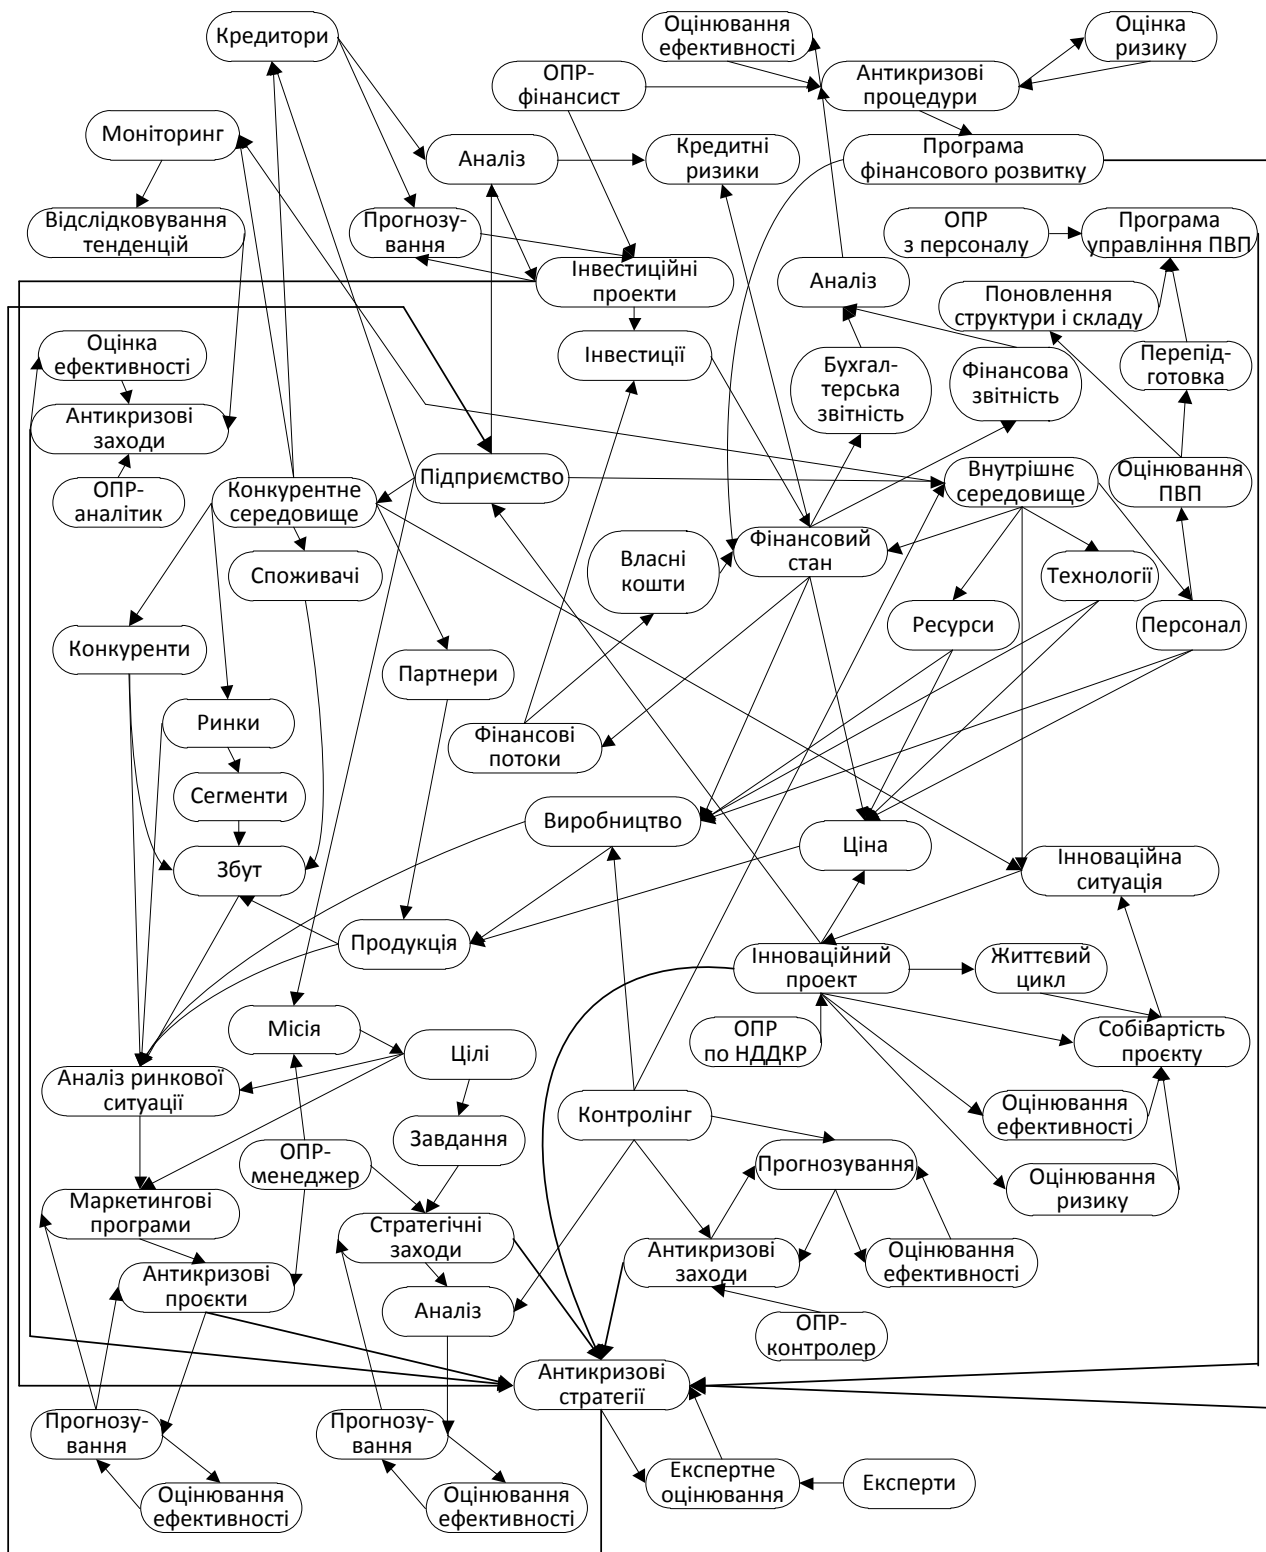 Кредитори
Оцінювання
ефективності
Оцінка
ризику
ОПР-
фінансист
Антикризові
процедури
Моніторинг
Аналіз
Кредитні
ризики
Програма
фінансового розвитку
Відслідковування
тенденцій
Прогнозу-
вання
ОПР
з персоналу
Програма
управління ПВП
Інвестиційні
проекти
Аналіз
Поновлення
структури і складу
Оцінка
ефективності
Інвестиції
Бухгал-
терська
звітність
Фінансова
звітність
Перепід-
готовка
Антикризові
заходи
ОПР-
аналітик
Конкурентне
середовище
Підприємство
Внутрішнє
середовище
Оцінювання
ПВП
Споживачі
Власні
кошти
Фінансовий
стан
Технології
Конкуренти
Ресурси
Персонал
Партнери
Ринки
Фінансові
потоки
Сегменти
Виробництво
Ціна
Збут
Інноваційна
ситуація
Продукція
Інноваційний
проект
Життєвий
цикл
Місія
Цілі
ОПР
по НДДКР
Собівартість
проєкту
Аналіз ринкової
ситуації
Контролінг
Оцінювання
ефективності
Завдання
ОПР-
менеджер
Прогнозування
Оцінювання
ризику
Маркетингові
програми
Стратегічні
заходи
Антикризові
заходи
Оцінювання
ефективності
Антикризові
проєкти
Аналіз
ОПР-
контролер
Антикризові
стратегії
Прогнозу-
вання
Прогнозу-
вання
Експертне
оцінювання
Експерти
Оцінювання
ефективності
Оцінювання
ефективності